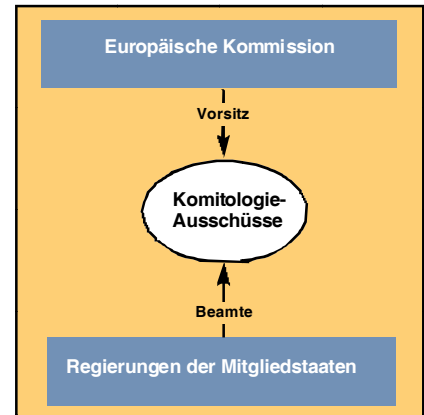 Europäische Kommission
Vorsitz
Komitologie-
Ausschüsse
Beamte
Regierungen der Mitgliedstaaten